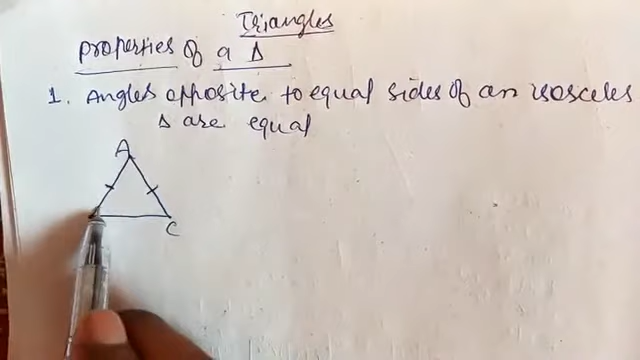 Triangles
Properties of a Δ
1. Angles opposite to equal sides of an isosceles
Δ are equal
A
C